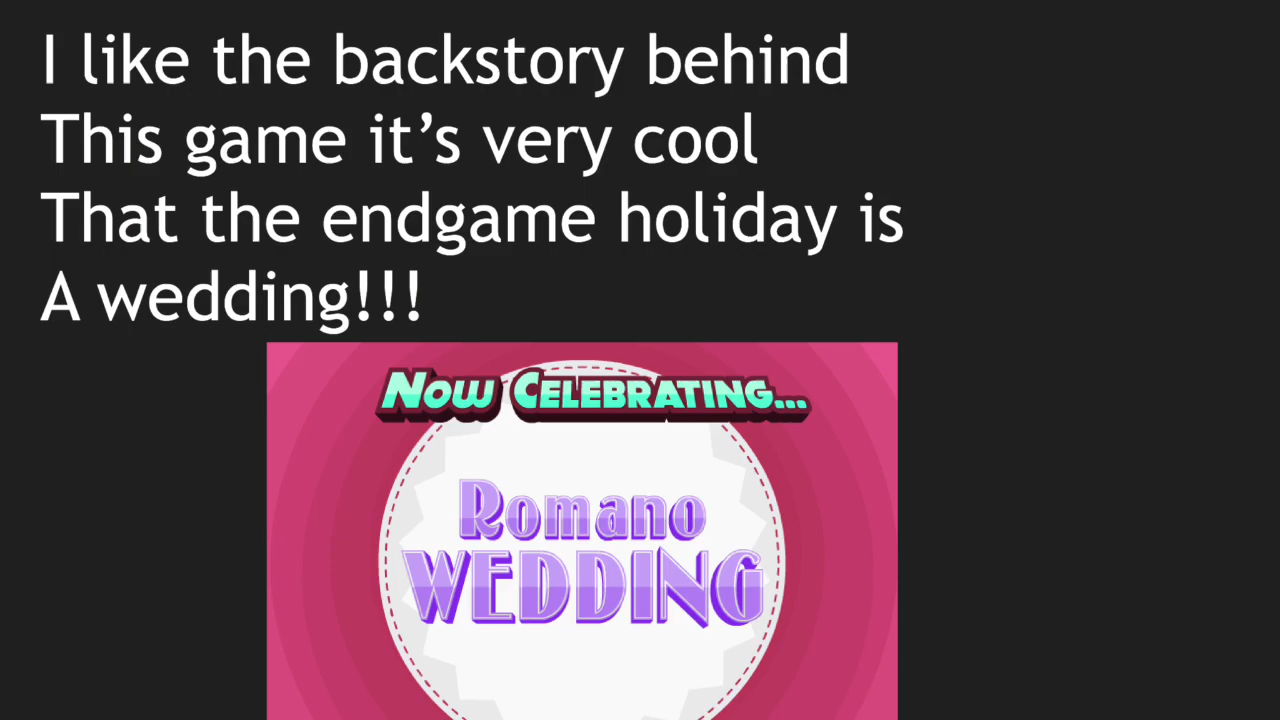 I like the backstory behind
This game it’s very cool
That the endgame holiday is
A wedding!!!
Now Celebrating...
Romano
WEDDING